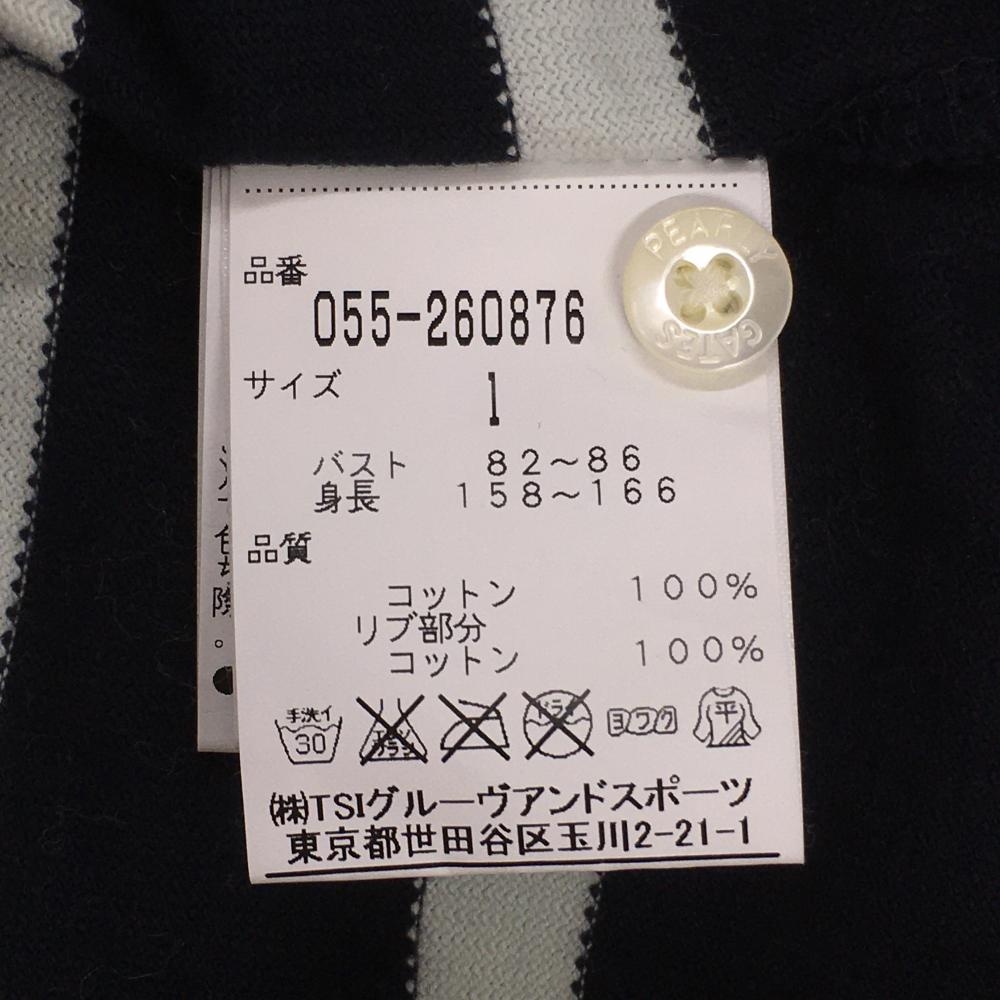 品番
055-260876
サイズ
1
バスト 82~86
身長 158~166
品質
コットン 100%
リブ部分
コットン 100%
手洗イ
30
ドライ
ヨワク
平
㈱TSIグルーヴアンドスポーツ
東京都世田谷区玉川2-21-1
PEARLY
GATES